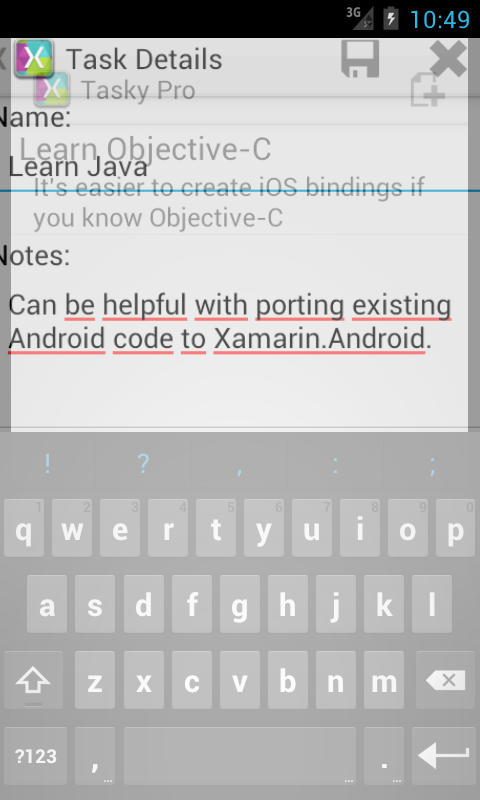 3G 10:49
Task Details
Tasky Pro
Name:
Learn Objective-C
Learn Java
It's easier to create iOS bindings if
you know Objective-C
Notes:
Can be helpful with porting existing
Android code to Xamarin.Android.
! ? , : ;
1 2 3 4 5 6 7 8 9 0
q w e r t y u i o p
a s d f g h j k l
z x c v b n m
?123 , ... ... . ...